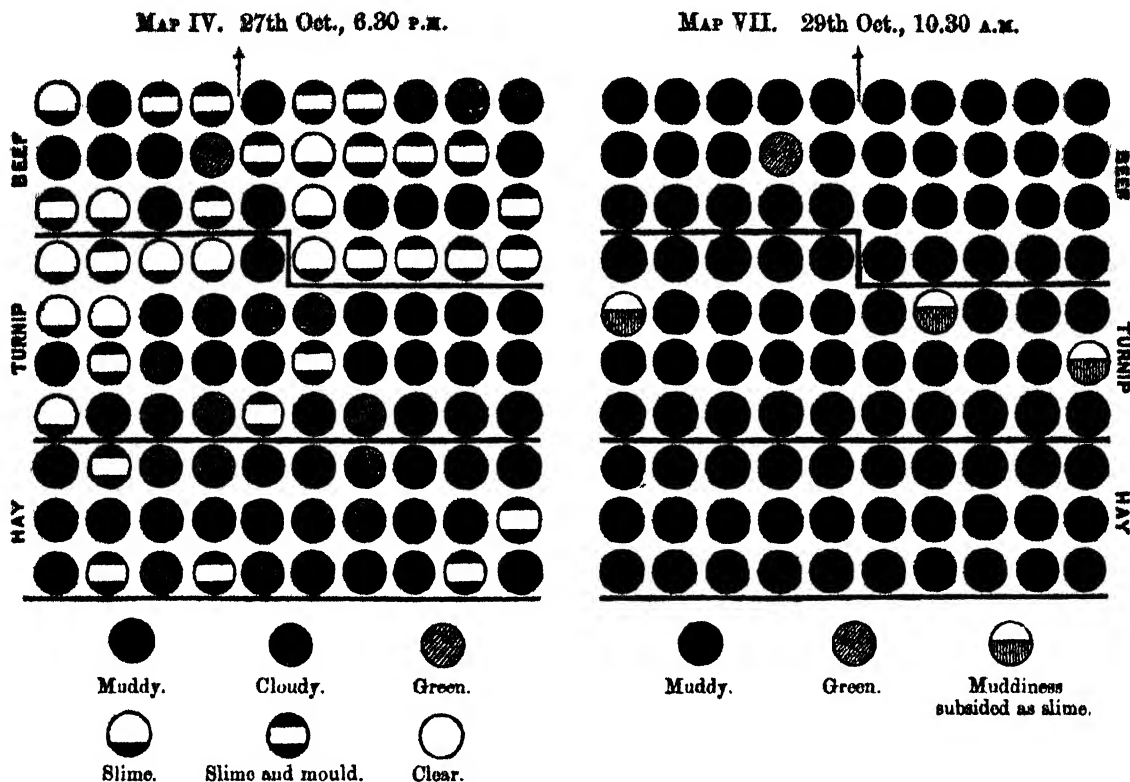 MAP IV. 27th Oct., 6.30 P.M.
BEEF
TURNIP
HAY
Muddy.
Cloudy.
Green.
Slime.
Slime and mould.
Clear.
MAP VII. 29th Oct., 10.30 A.M.
BEEF
TURNIP
HAY
Muddy.
Green.
Muddiness
subsided as slime.